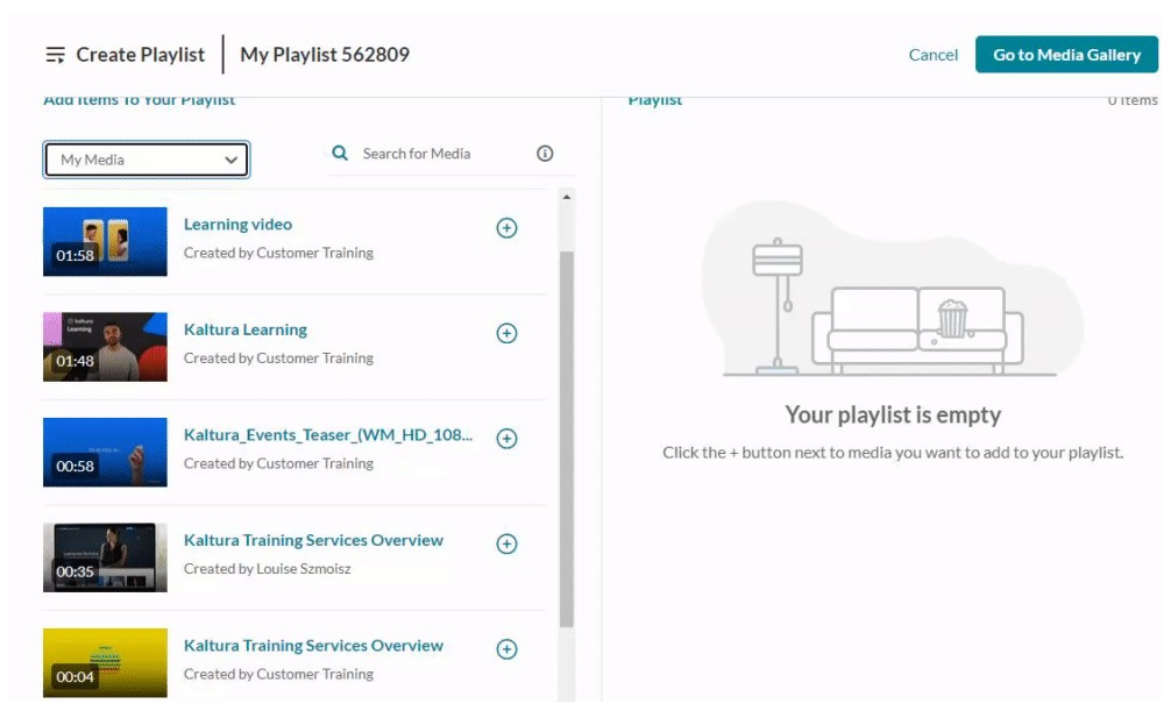 Create Playlist
My Playlist 562809
Cancel
Go to Media Gallery
Add Items To Your Playlist
Playlist
0 Items
My Media
Search for Media
01:58
Learning video
Created by Customer Training
kaltura
Learning
01:48
Kaltura Learning
Created by Customer Training
00:58
Kaltura_Events_Teaser_(WM_HD_108...
Created by Customer Training
00:35
Kaltura Training Services Overview
Created by Louise Szmoisz
00:04
Kaltura Training Services Overview
Created by Customer Training
Your playlist is empty
Click the + button next to media you want to add to your playlist.